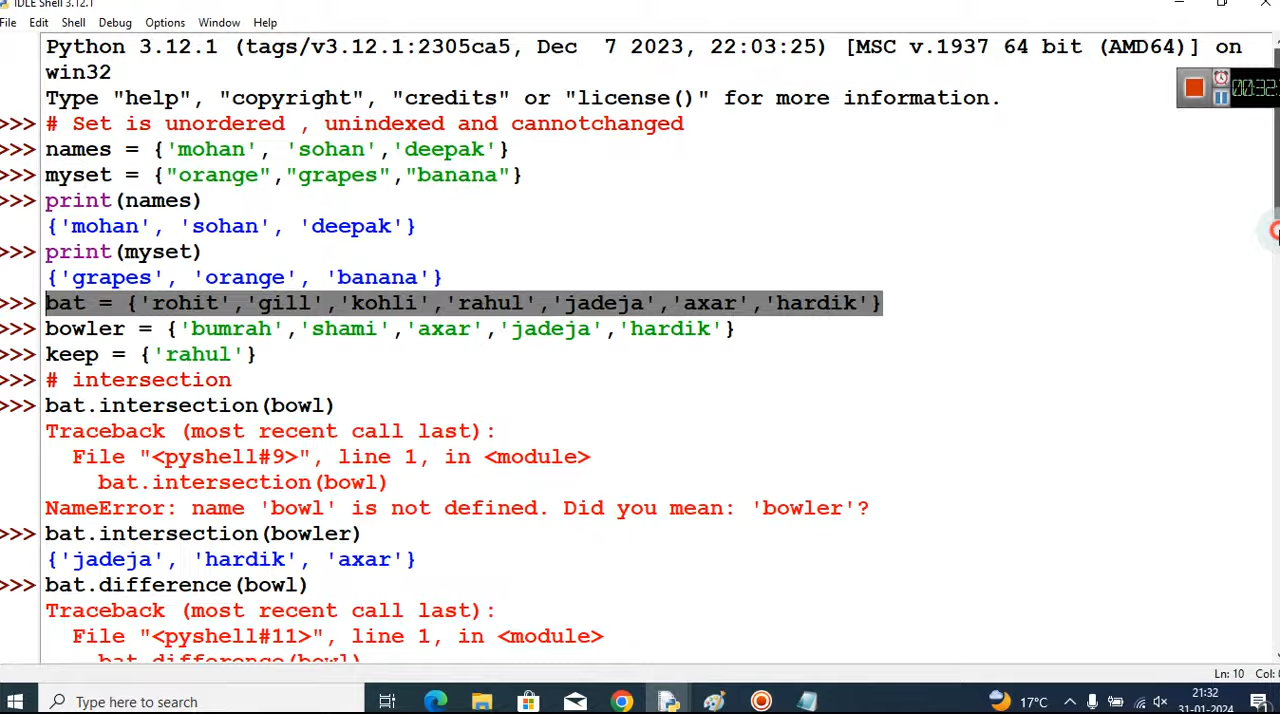 IDLE Shell 3.12.1
File Edit Shell Debug Options Window Help
Python 3.12.1 (tags/v3.12.1:2305ca5, Dec  7 2023, 22:03:25) [MSC v.1937 64 bit (AMD64)] on
win32
Type "help", "copyright", "credits" or "license()" for more information.
>>> # Set is unordered , unindexed and cannotchanged
>>> names = {'mohan', 'sohan','deepak'}
>>> myset = {"orange","grapes","banana"}
>>> print(names)
{'mohan', 'sohan', 'deepak'}
>>> print(myset)
{'grapes', 'orange', 'banana'}
>>> bat = {'rohit','gill','kohli','rahul','jadeja','axar','hardik'}
>>> bowler = {'bumrah','shami','axar','jadeja','hardik'}
>>> keep = {'rahul'}
>>> # intersection
>>> bat.intersection(bowl)
Traceback (most recent call last):
  File "<pyshell#9>", line 1, in <module>
    bat.intersection(bowl)
NameError: name 'bowl' is not defined. Did you mean: 'bowler'?
>>> bat.intersection(bowler)
{'jadeja', 'hardik', 'axar'}
>>> bat.difference(bowl)
Traceback (most recent call last):
  File "<pyshell#11>", line 1, in <module>
    bat.difference(bowl)
Ln: 10 Col:
Type here to search
17°C
21:32
31-01-2024